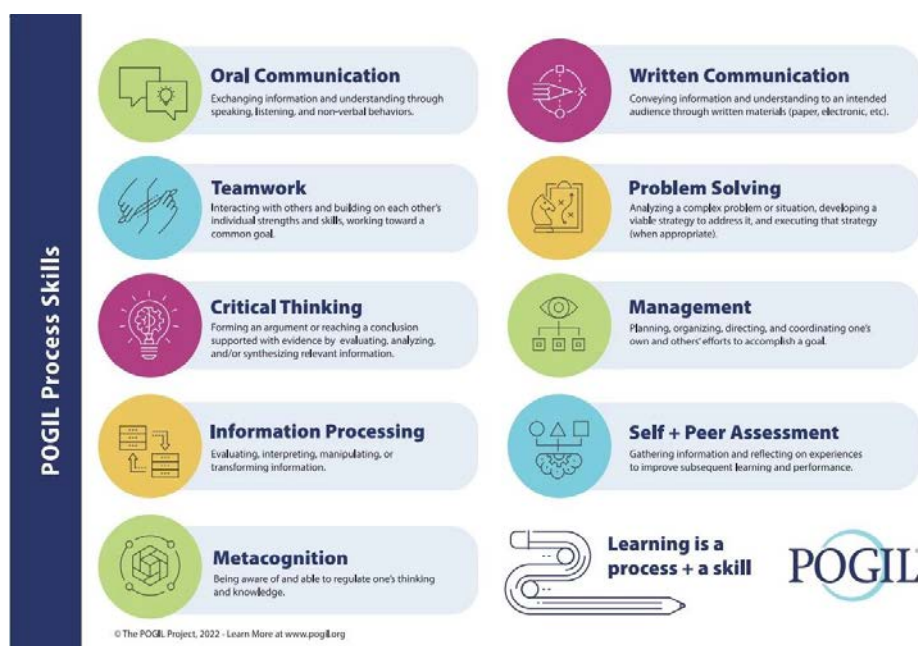 POGIL Process Skills
Oral Communication
Exchanging information and understanding through
speaking, listening, and non-verbal behaviors.
Teamwork
Interacting with others and building on each other's
individual strengths and skills, working toward a
common goal.
Critical Thinking
Forming an argument or reaching a conclusion
supported with evidence by evaluating, analyzing,
and/or synthesizing relevant information.
Information Processing
Evaluating, interpreting, manipulating, or
transforming information.
Metacognition
Being aware of and able to regulate one's thinking
and knowledge.
Written Communication
Conveying information and understanding to an intended
audience through written materials (paper, electronic, etc).
Problem Solving
Analyzing a complex problem or situation, developing a
viable strategy to address it, and executing that strategy
(when appropriate).
Management
Planning, organizing, directing, and coordinating one's
own and others' efforts to accomplish a goal.
Self + Peer Assessment
Gathering information and reflecting on experiences
to improve subsequent learning and performance.
Learning is a
process + a skill
POGIL
© The POGIL Project, 2022 - Learn More at www.pogil.org